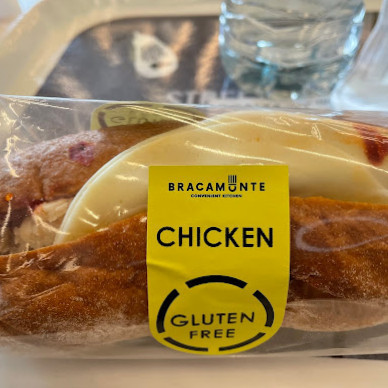 BRACAMONTE
CONVENIENT KITCHEN
CHICKEN
GLUTEN
FREE